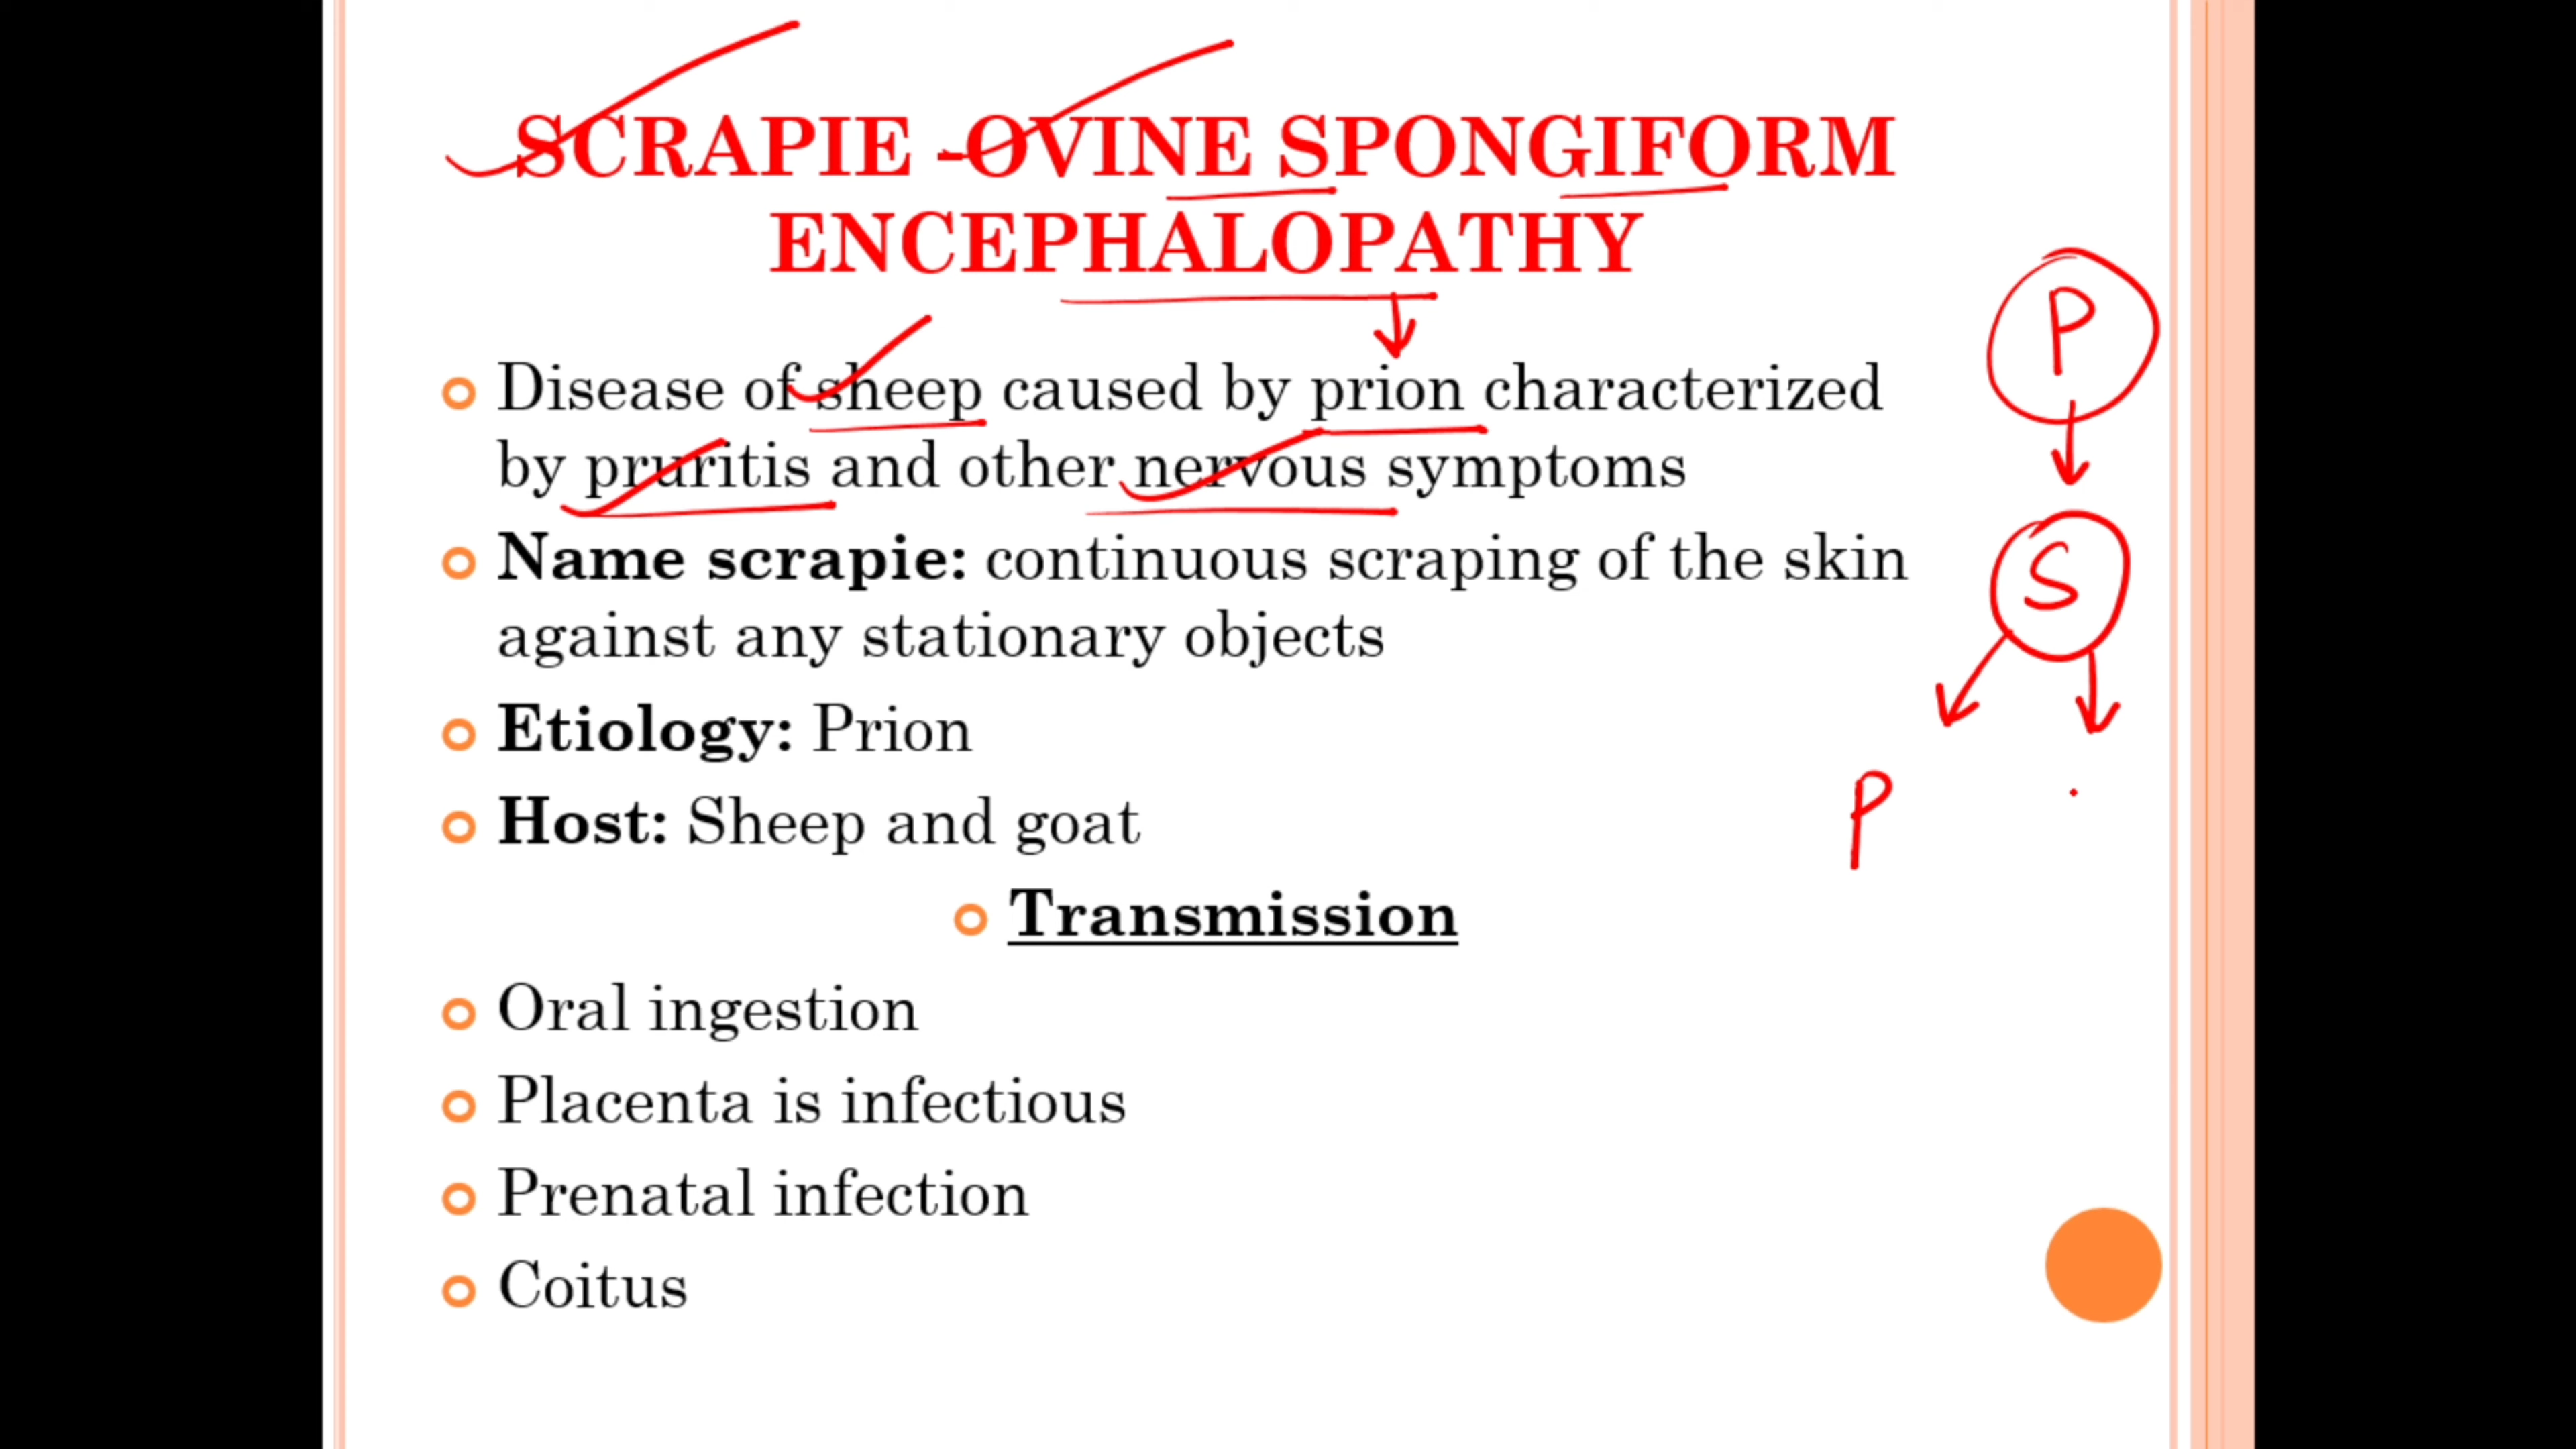 SCRAPIE -OVINE SPONGIFORM
ENCEPHALOPATHY
Disease of sheep caused by prion characterized
by pruritis and other nervous symptoms
Name scrapie: continuous scraping of the skin
against any stationary objects
Etiology: Prion
Host: Sheep and goat
Transmission
Oral ingestion
Placenta is infectious
Prenatal infection
Coitus
P
S
P